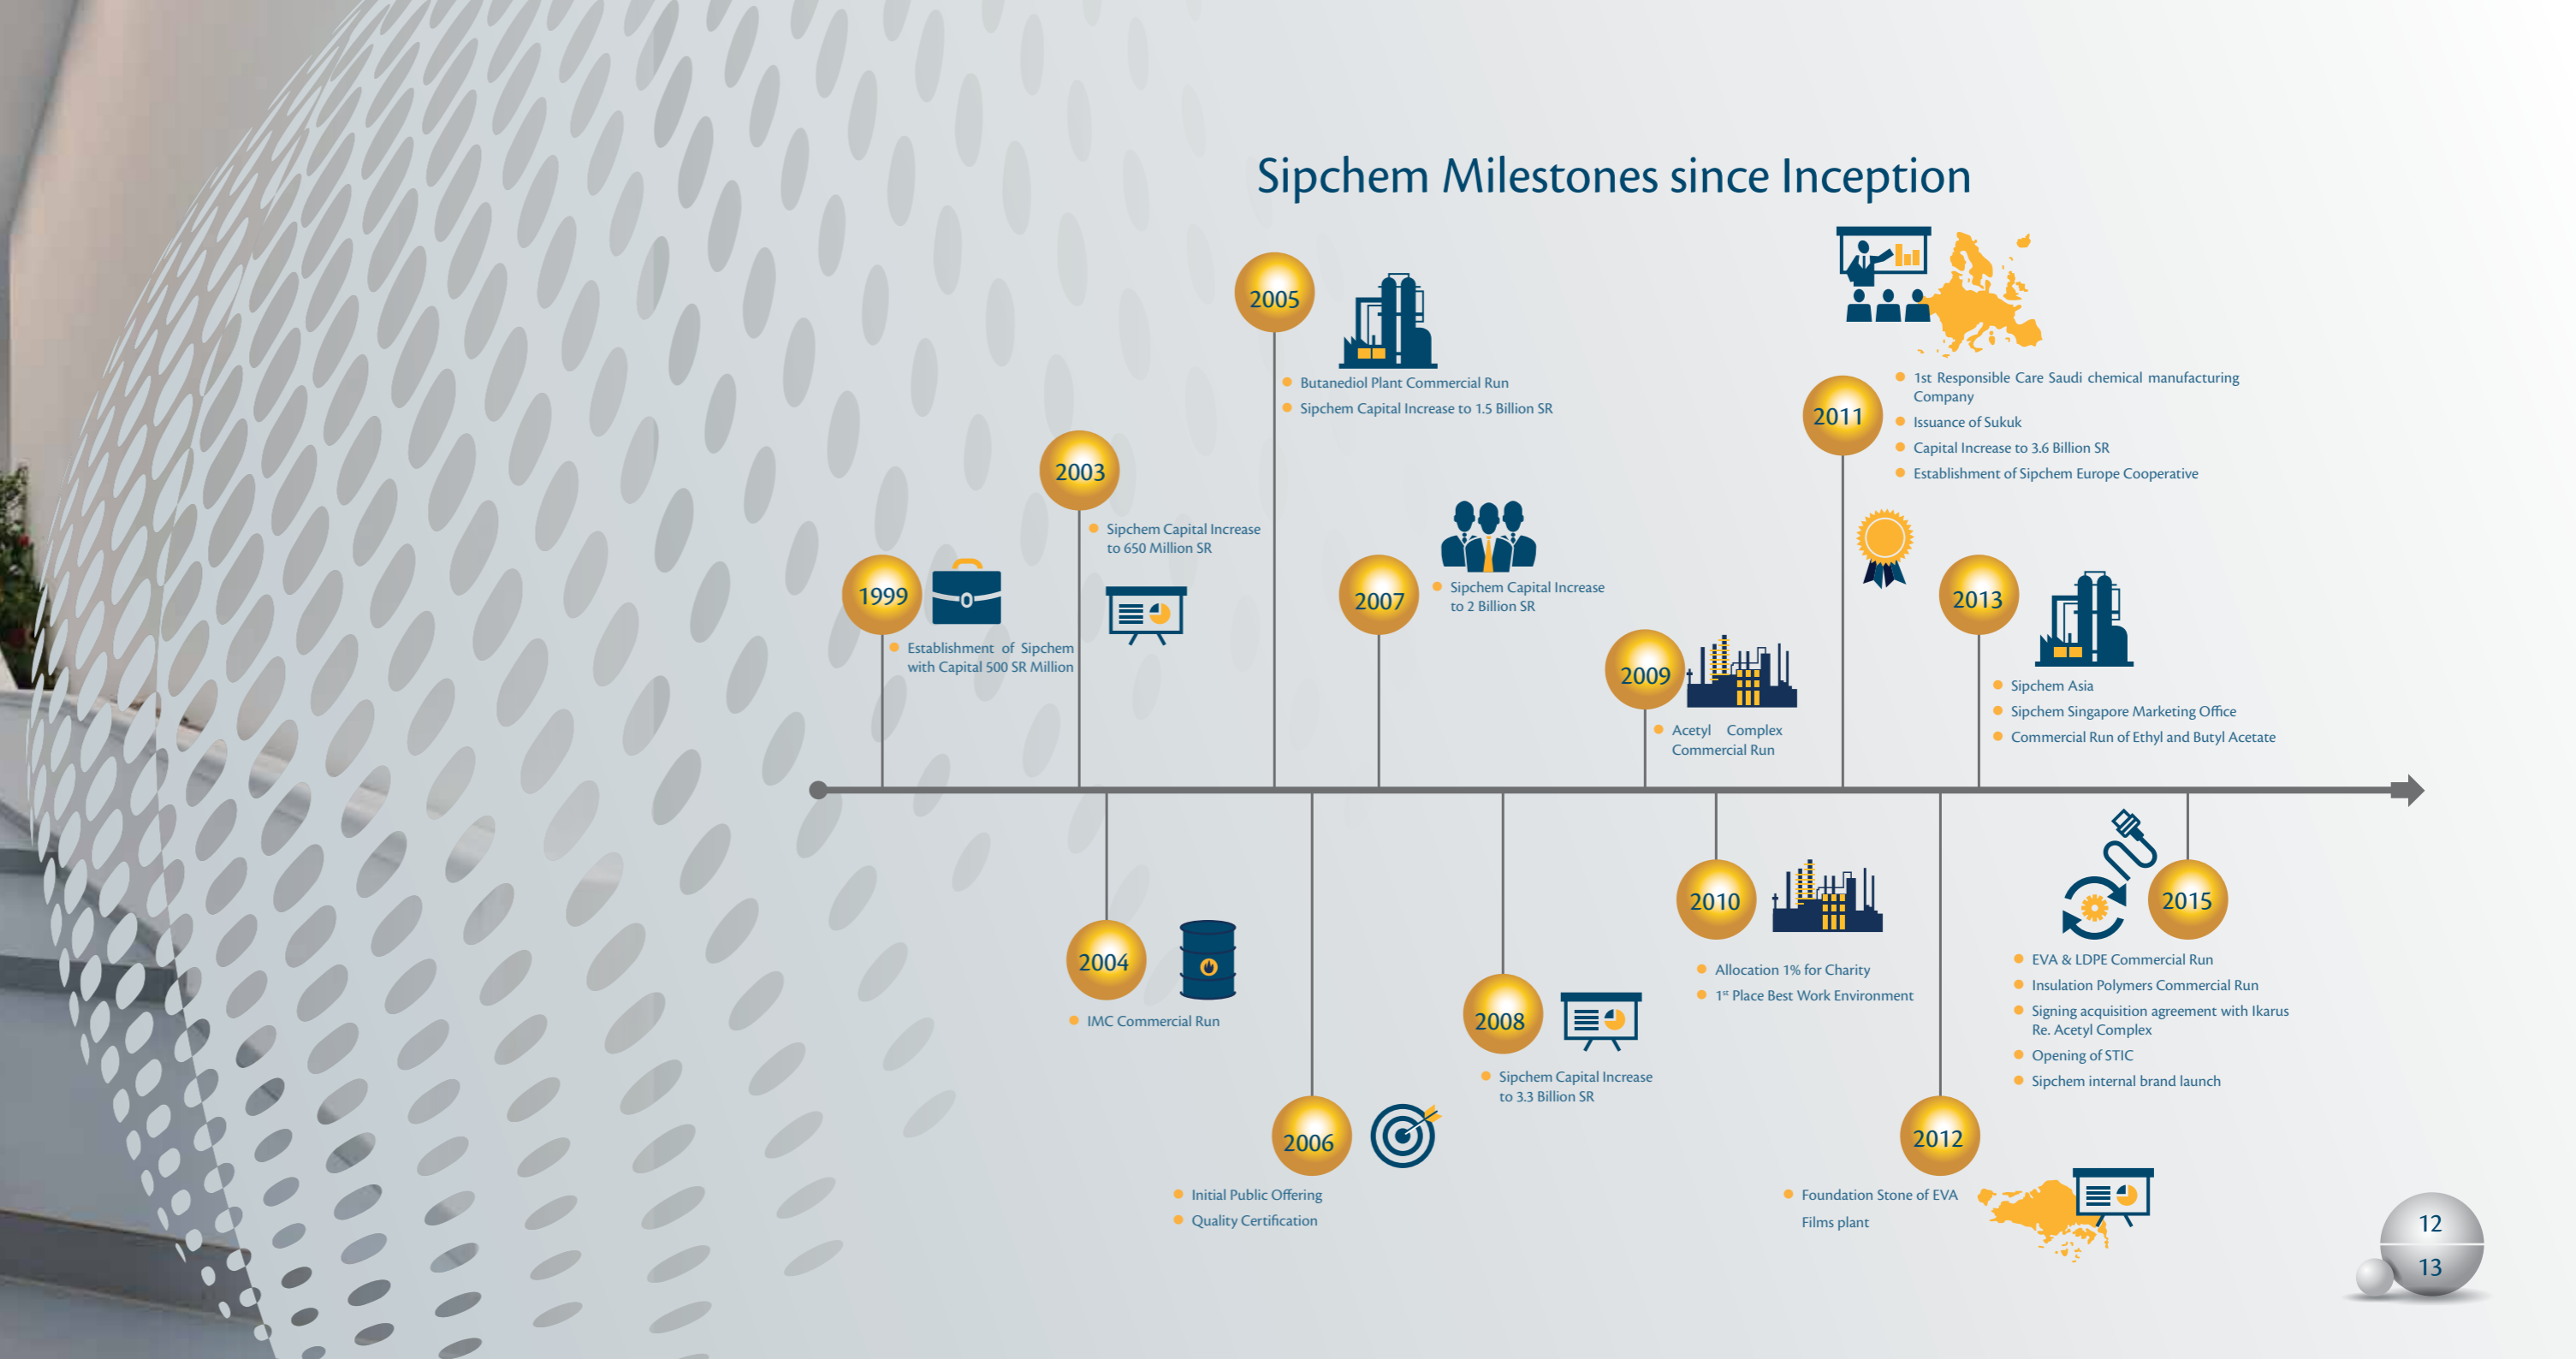 Sipchem Milestones since Inception
1999
Establishment of Sipchem
with Capital 500 SR Million
2003
Sipchem Capital Increase
to 650 Million SR
2004
IMC Commercial Run
2005
Butanediol Plant Commercial Run
Sipchem Capital Increase to 1.5 Billion SR
2006
Initial Public Offering
Quality Certification
2007
Sipchem Capital Increase
to 2 Billion SR
2008
Sipchem Capital Increase
to 3.3 Billion SR
2009
Acetyl Complex
Commercial Run
2010
Allocation 1% for Charity
1st Place Best Work Environment
2011
1st Responsible Care Saudi chemical manufacturing
Company
Issuance of Sukuk
Capital Increase to 3.6 Billion SR
Establishment of Sipchem Europe Cooperative
2012
Foundation Stone of EVA
Films plant
2013
Sipchem Asia
Sipchem Singapore Marketing Office
Commercial Run of Ethyl and Butyl Acetate
2015
EVA & LDPE Commercial Run
Insulation Polymers Commercial Run
Signing acquisition agreement with Ikarus
Re. Acetyl Complex
Opening of STIC
Sipchem internal brand launch
12
13